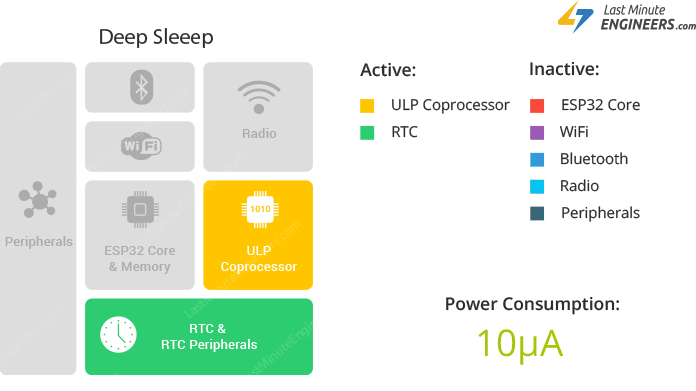 Last Minute
ENGINEERS.com
Deep Sleeep
Active:
ULP Coprocessor
RTC
Inactive:
ESP32 Core
WiFi
Bluetooth
Radio
Peripherals
Peripherals
WiFi
Radio
ESP32 Core
& Memory
1010
ULP
Coprocessor
RTC &
RTC Peripherals
Power Consumption:
10µA